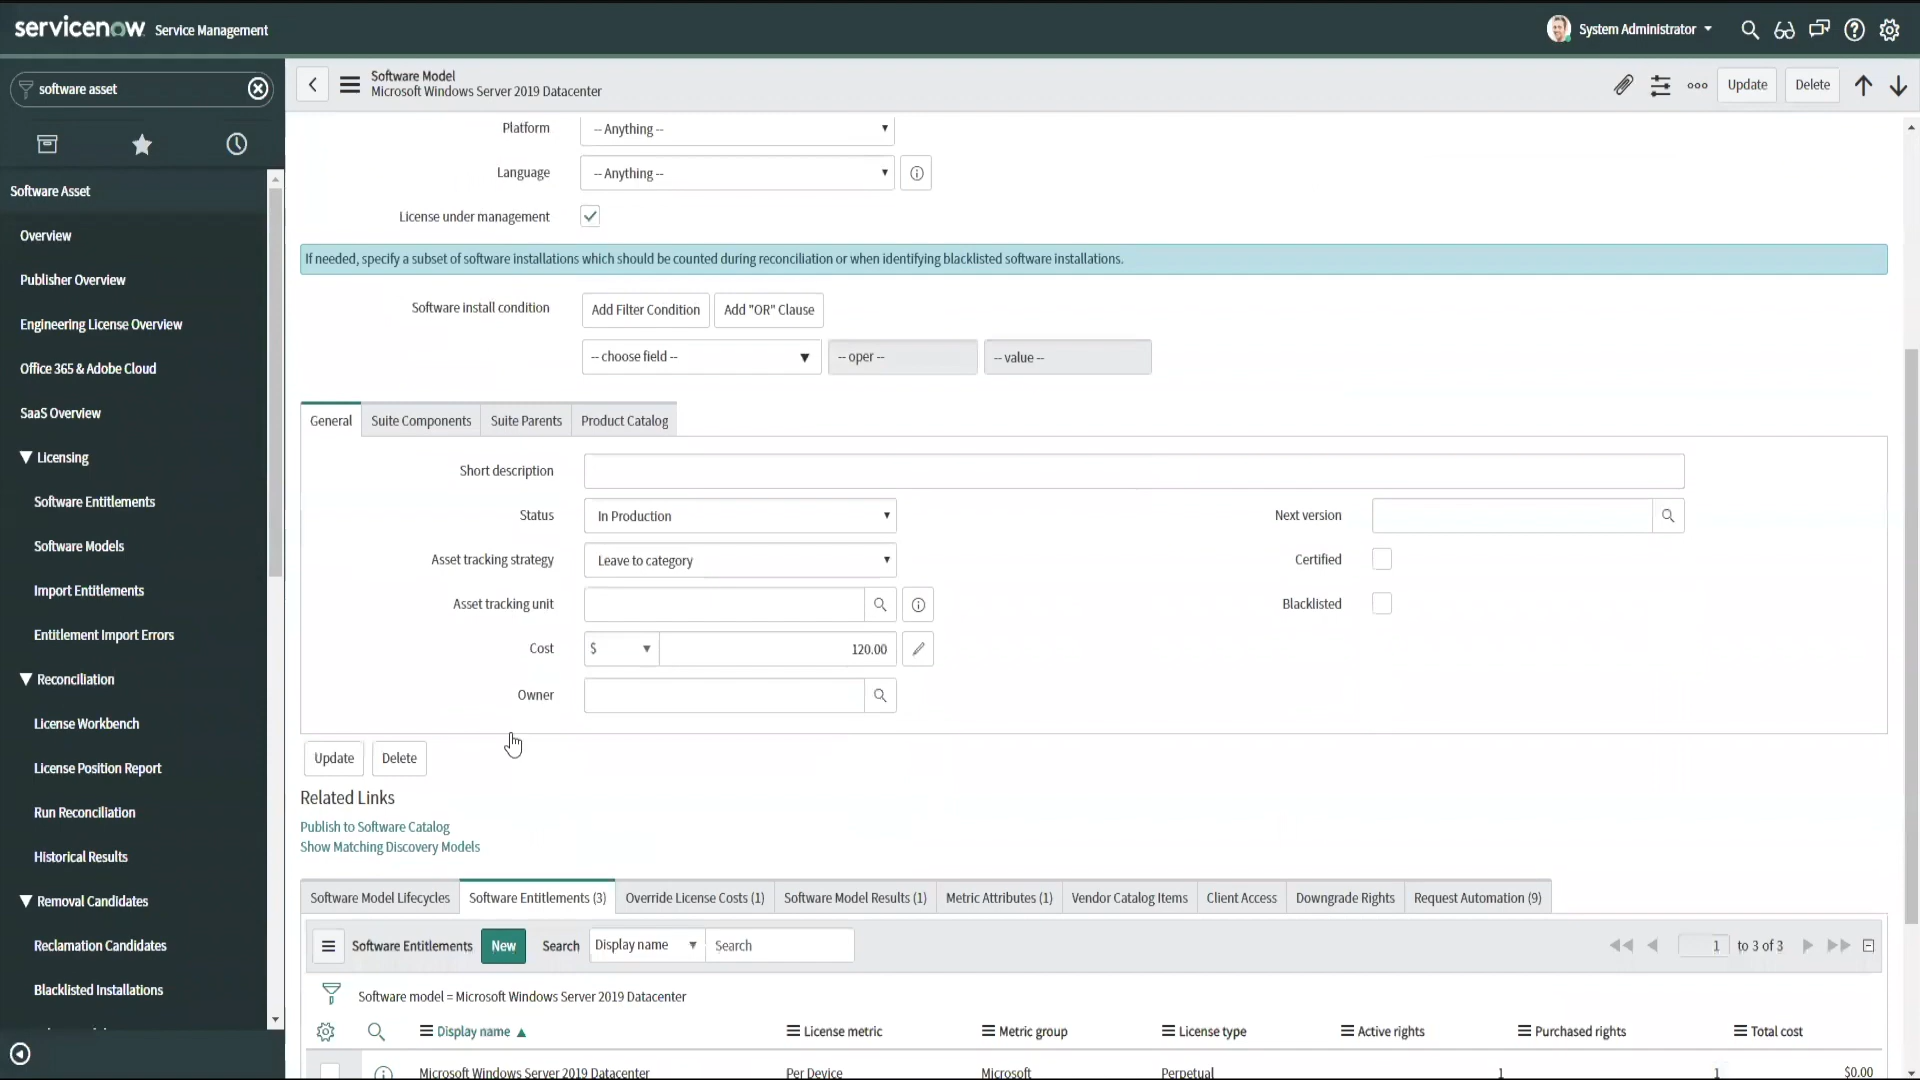 servicenow Service Management
System Administrator
software asset
Software Asset
Overview
Publisher Overview
Engineering License Overview
Office 365 & Adobe Cloud
SaaS Overview
Licensing
Software Entitlements
Software Models
Import Entitlements
Entitlement Import Errors
Reconciliation
License Workbench
License Position Report
Run Reconciliation
Historical Results
Removal Candidates
Reclamation Candidates
Blacklisted Installations
Software Model
Microsoft Windows Server 2019 Datacenter
Update Delete
Platform -- Anything --
Language -- Anything --
License under management
If needed, specify a subset of software installations which should be counted during reconciliation or when identifying blacklisted software installations.
Software install condition Add Filter Condition Add "OR" Clause
-- choose field -- -- oper -- -- value --
General Suite Components Suite Parents Product Catalog
Short description
Status In Production Next version
Asset tracking strategy Leave to category Certified
Asset tracking unit Blacklisted
Cost $ 120.00
Owner
Update Delete
Related Links
Publish to Software Catalog
Show Matching Discovery Models
Software Model Lifecycles Software Entitlements (3) Override License Costs (1) Software Model Results (1) Metric Attributes (1) Vendor Catalog Items Client Access Downgrade Rights Request Automation (9)
Software Entitlements New Search Display name Search 1 to 3 of 3
Software model = Microsoft Windows Server 2019 Datacenter
Display name License metric Metric group License type Active rights Purchased rights Total cost
Microsoft Windows Server 2019 Datacenter Per Device Microsoft Perpetual 1 1 $0.00